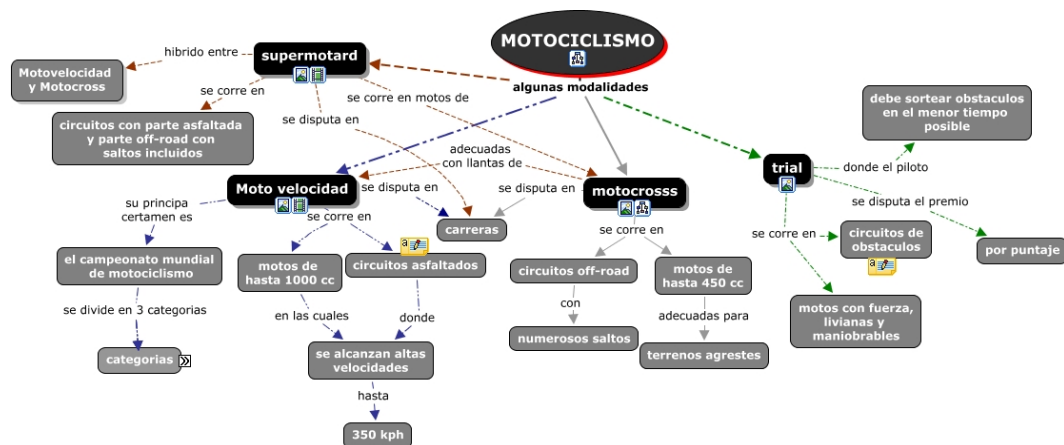 MOTOCICLISMO
algunas modalidades
supermotard
hibrido entre
Motovelocidad
y Motocross
se corre en
circuitos con parte asfaltada
y parte off-road con
saltos incluidos
se disputa en
se corre en motos de
adecuadas
con llantas de
Moto velocidad
su principa
certamen es
el campeonato mundial
de motociclismo
se divide en 3 categorias
categorias
se corre en
se disputa en
carreras
motos de
hasta 1000 cc
circuitos asfaltados
en las cuales
donde
se alcanzan altas
velocidades
hasta
350 kph
motocrosss
se disputa en
se corre en
circuitos off-road
con
numerosos saltos
motos de
hasta 450 cc
adecuadas para
terrenos agrestes
trial
donde el piloto
debe sortear obstaculos
en el menor tiempo
posible
se disputa el premio
por puntaje
se corre en
circuitos de
obstaculos
motos con fuerza,
livianas y
maniobrables